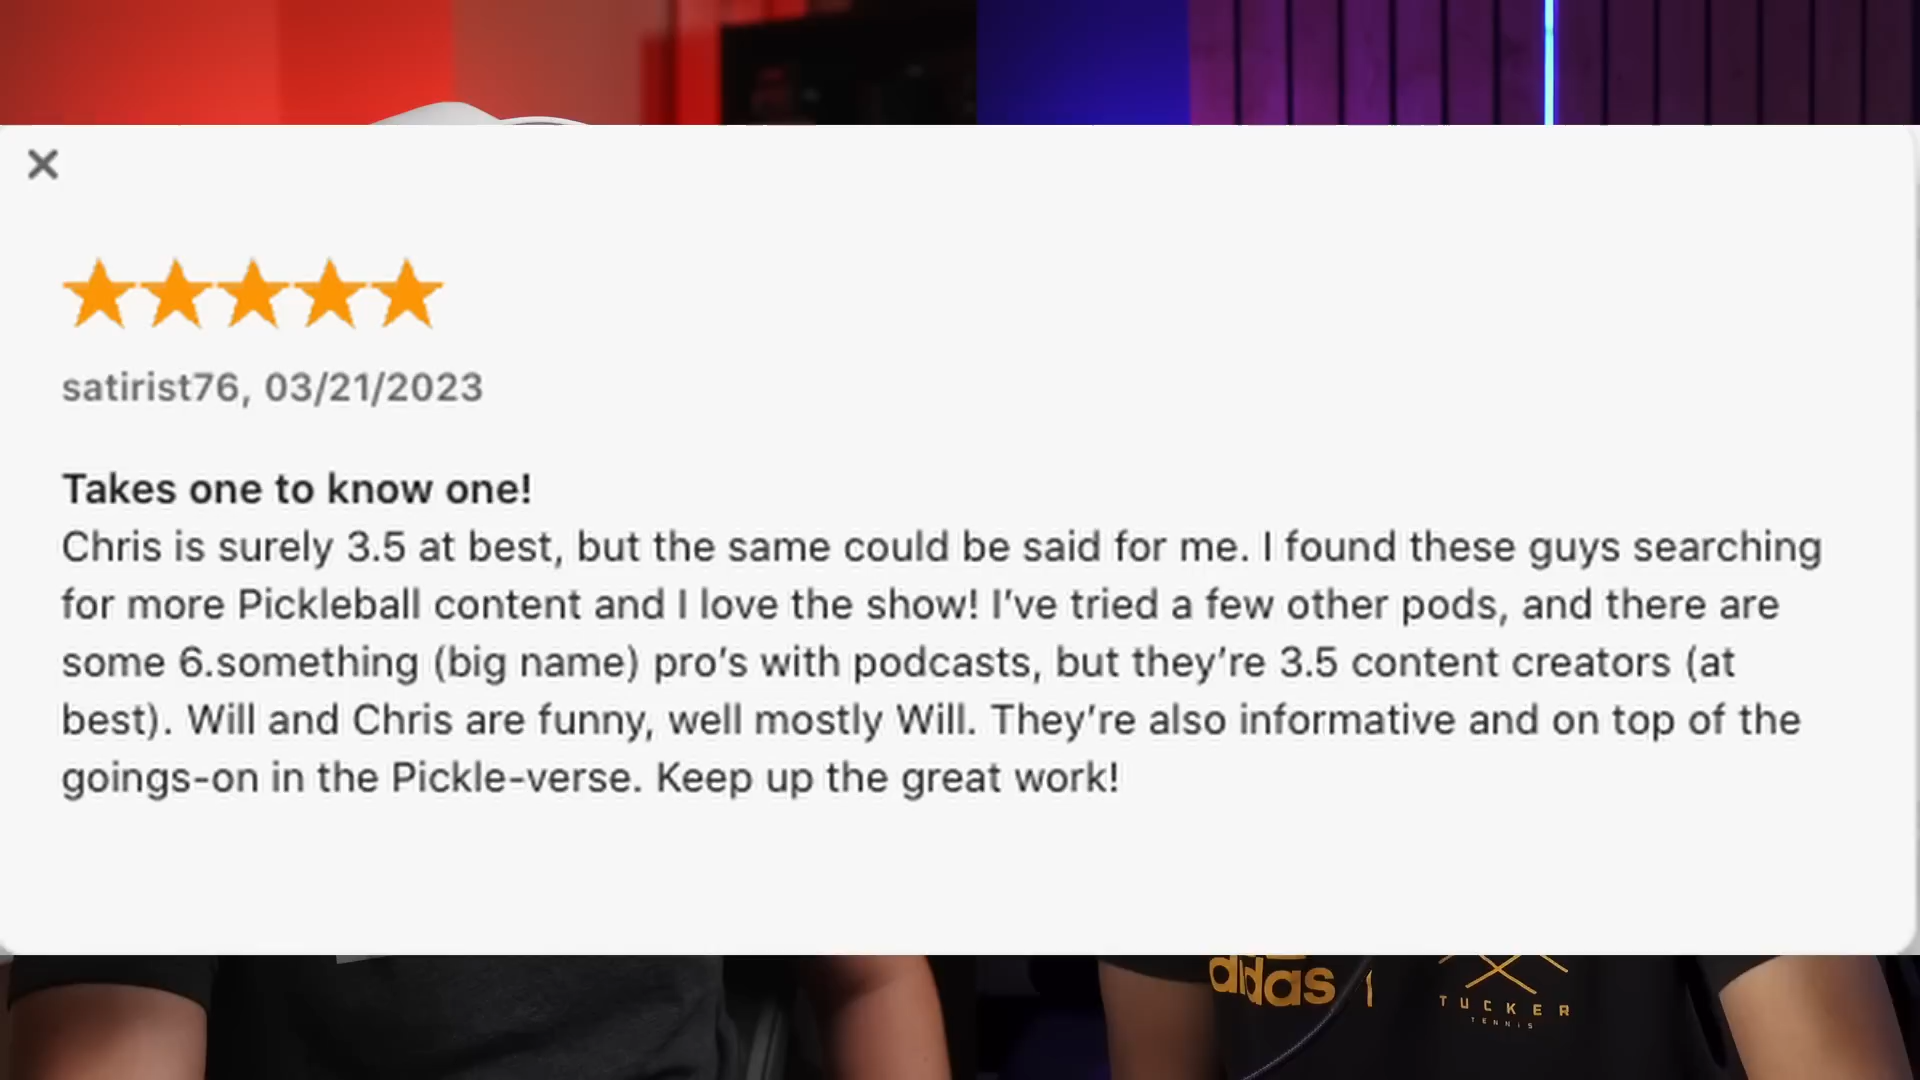 satirist76, 03/21/2023
Takes one to know one!
Chris is surely 3.5 at best, but the same could be said for me. I found these guys searching
for more Pickleball content and I love the show! I’ve tried a few other pods, and there are
some 6.something (big name) pro’s with podcasts, but they’re 3.5 content creators (at
best). Will and Chris are funny, well mostly Will. They’re also informative and on top of the
goings-on in the Pickle-verse. Keep up the great work!
adidas
TUCKER
TENNIS